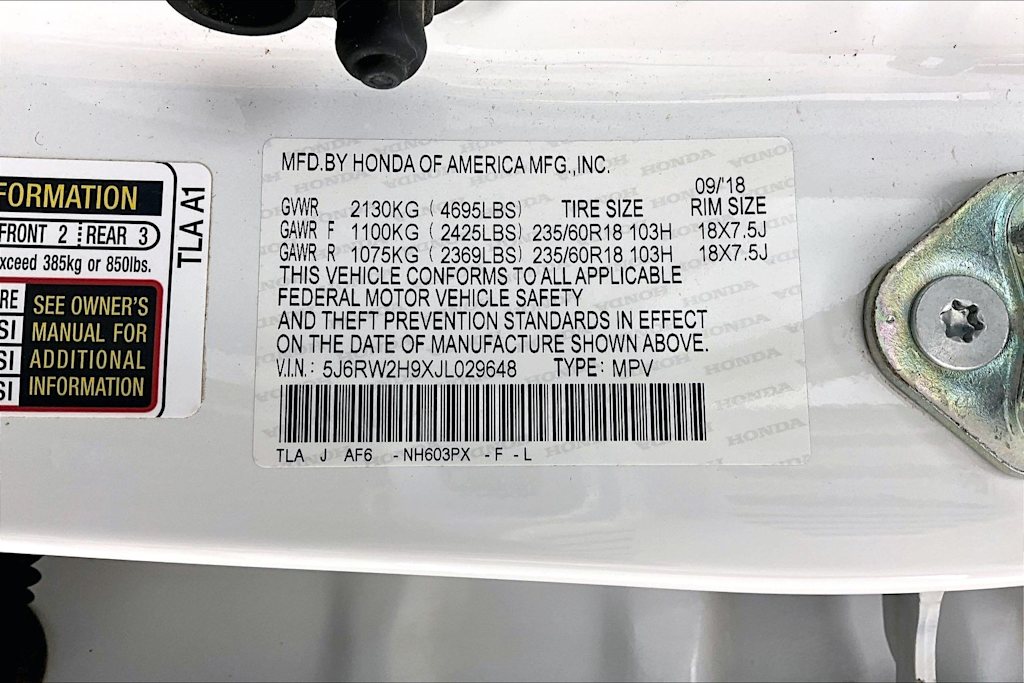 FORMATION
FRONT 2 REAR 3
xceed 385kg or 850lbs.
RE
SI
SI
SI
SEE OWNER'S
MANUAL FOR
ADDITIONAL
INFORMATION
TLA A1
MFD.BY HONDA OF AMERICA MFG.,INC.
09/'18
GVWR 2130KG (4695LBS) TIRE SIZE RIM SIZE
GAWR F 1100KG (2425LBS) 235/60R18 103H 18X7.5J
GAWR R 1075KG (2369LBS) 235/60R18 103H 18X7.5J
THIS VEHICLE CONFORMS TO ALL APPLICABLE
FEDERAL MOTOR VEHICLE SAFETY
AND THEFT PREVENTION STANDARDS IN EFFECT
ON THE DATE OF MANUFACTURE SHOWN ABOVE.
V.I.N.: 5J6RW2H9XJL029648 TYPE: MPV
TLA J AF6 -NH603PX -F -L